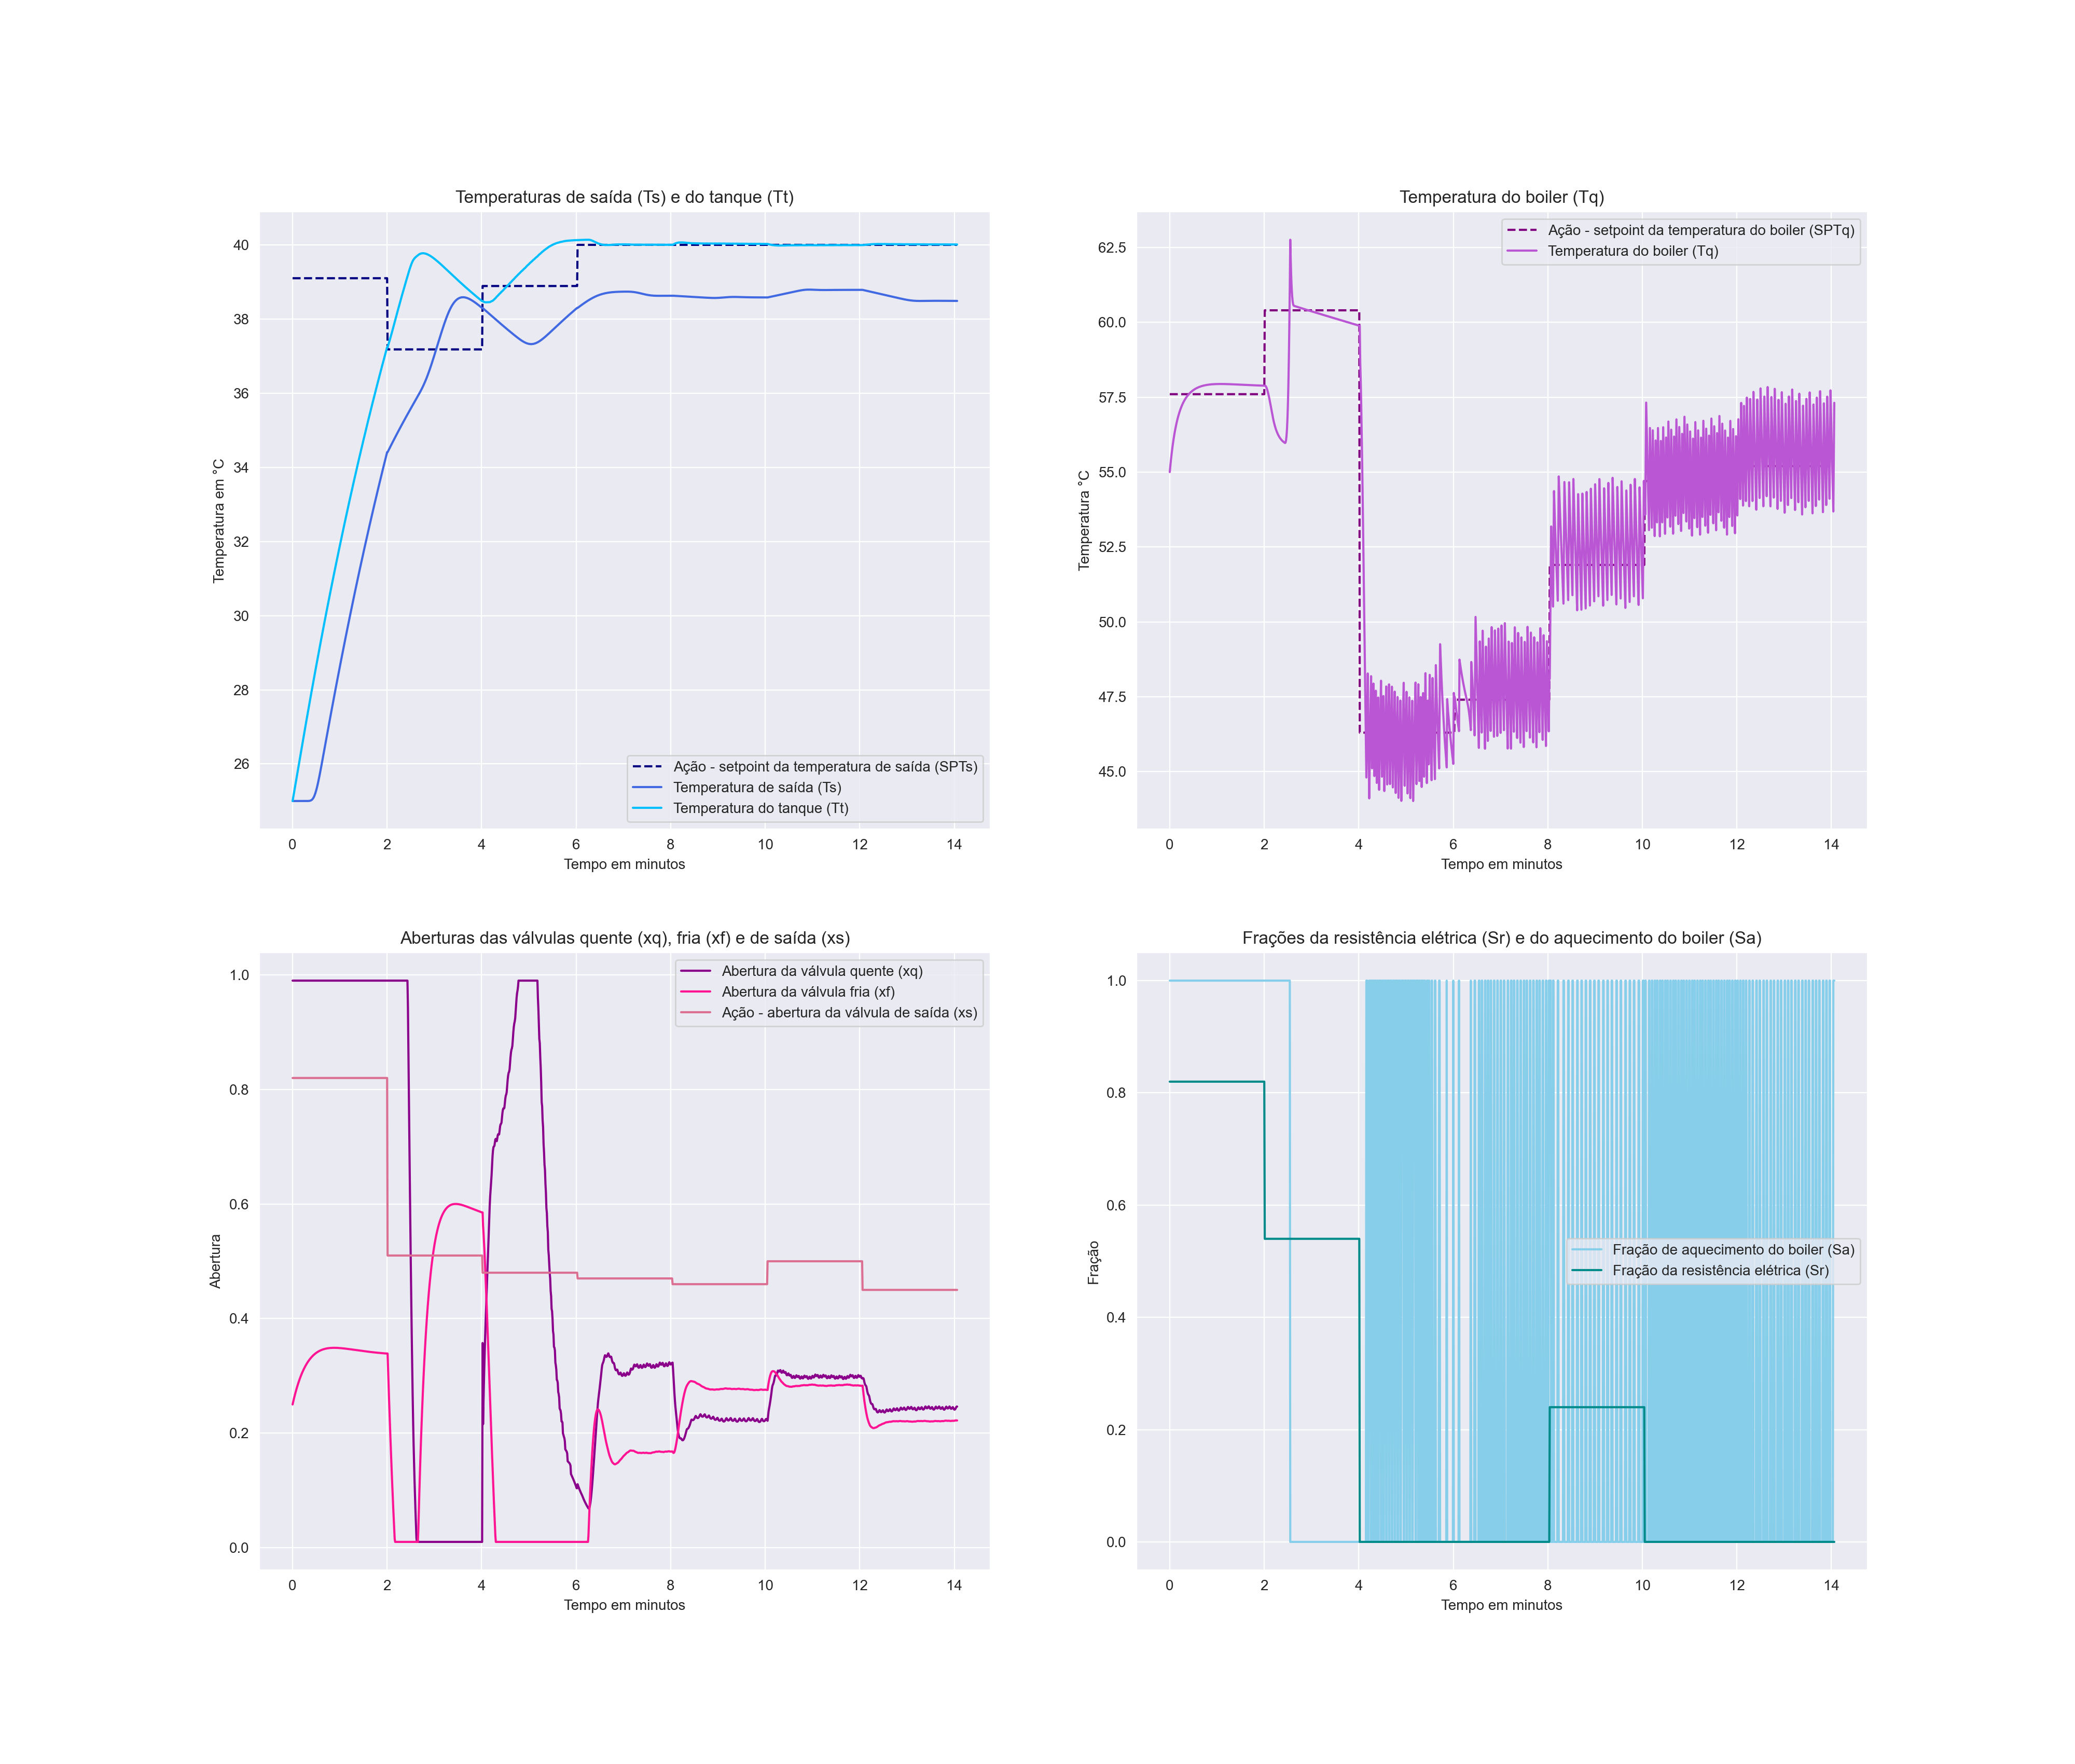 Temperaturas de saída (Ts) e do tanque (Tt)
Temperatura em °C
40
38
36
34
32
30
28
26
Ação - setpoint da temperatura de saída (SPTs)
Temperatura de saída (Ts)
Temperatura do tanque (Tt)
0 2 4 6 8 10 12 14
Tempo em minutos
Temperatura do boiler (Tq)
Temperatura °C
62.5
60.0
57.5
55.0
52.5
50.0
47.5
45.0
Ação - setpoint da temperatura do boiler (SPTq)
Temperatura do boiler (Tq)
0 2 4 6 8 10 12 14
Tempo em minutos
Aberturas das válvulas quente (xq), fria (xf) e de saída (xs)
Abertura
1.0
0.8
0.6
0.4
0.2
0.0
Abertura da válvula quente (xq)
Abertura da válvula fria (xf)
Ação - abertura da válvula de saída (xs)
0 2 4 6 8 10 12 14
Tempo em minutos
Frações da resistência elétrica (Sr) e do aquecimento do boiler (Sa)
Fração
1.0
0.8
0.6
0.4
0.2
0.0
Fração de aquecimento do boiler (Sa)
Fração da resistência elétrica (Sr)
0 2 4 6 8 10 12 14
Tempo em minutos